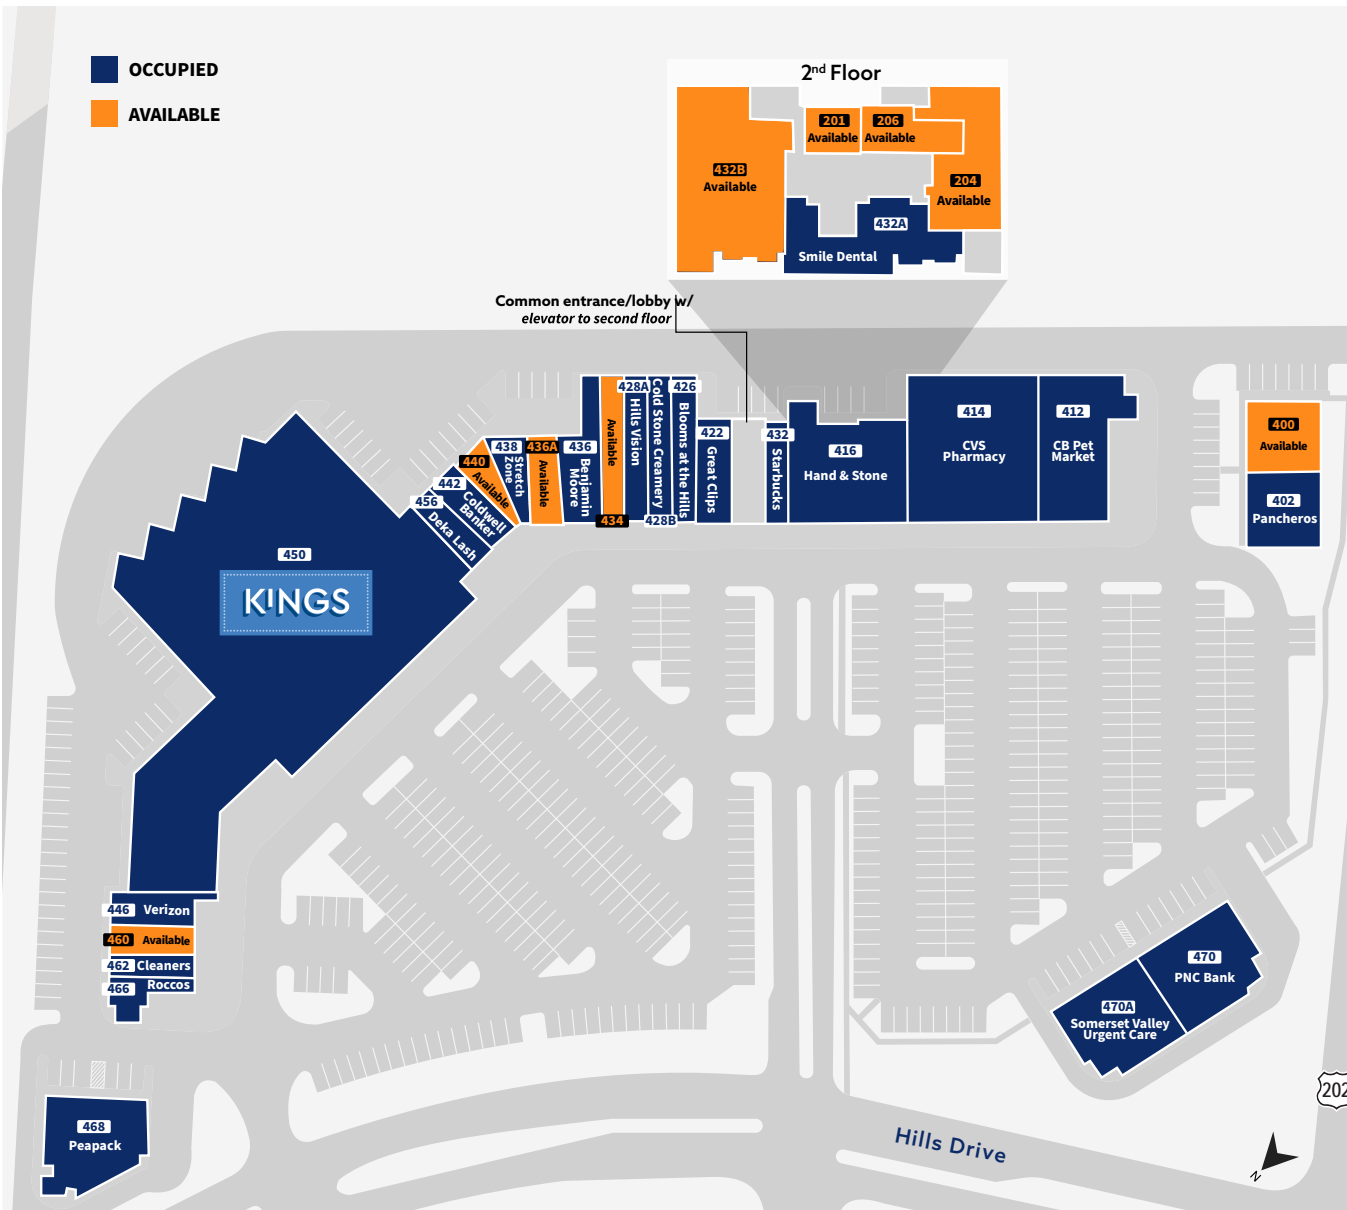 OCCUPIED
AVAILABLE
2nd Floor
201
Available
206
Available
432B
Available
204
Available
432A
Smile Dental
Common entrance/lobby w/
elevator to second floor
450
KINGS
456
Deka Lash
442
Coldwell
Banker
440
Available
438
Stretch
Zone
436A
Available
436
Benjamin
Moore
Available
434
428A
Hills Vision
Cold Stone Creamery
428B
426
Blooms at the Hills
422
Great Clips
432
Starbucks
416
Hand & Stone
414
CVS
Pharmacy
412
CB Pet
Market
400
Available
402
Pancheros
446 Verizon
460 Available
462 Cleaners
466 Roccos
468
Peapack
470
PNC Bank
470A
Somerset Valley
Urgent Care
Hills Drive
202
N